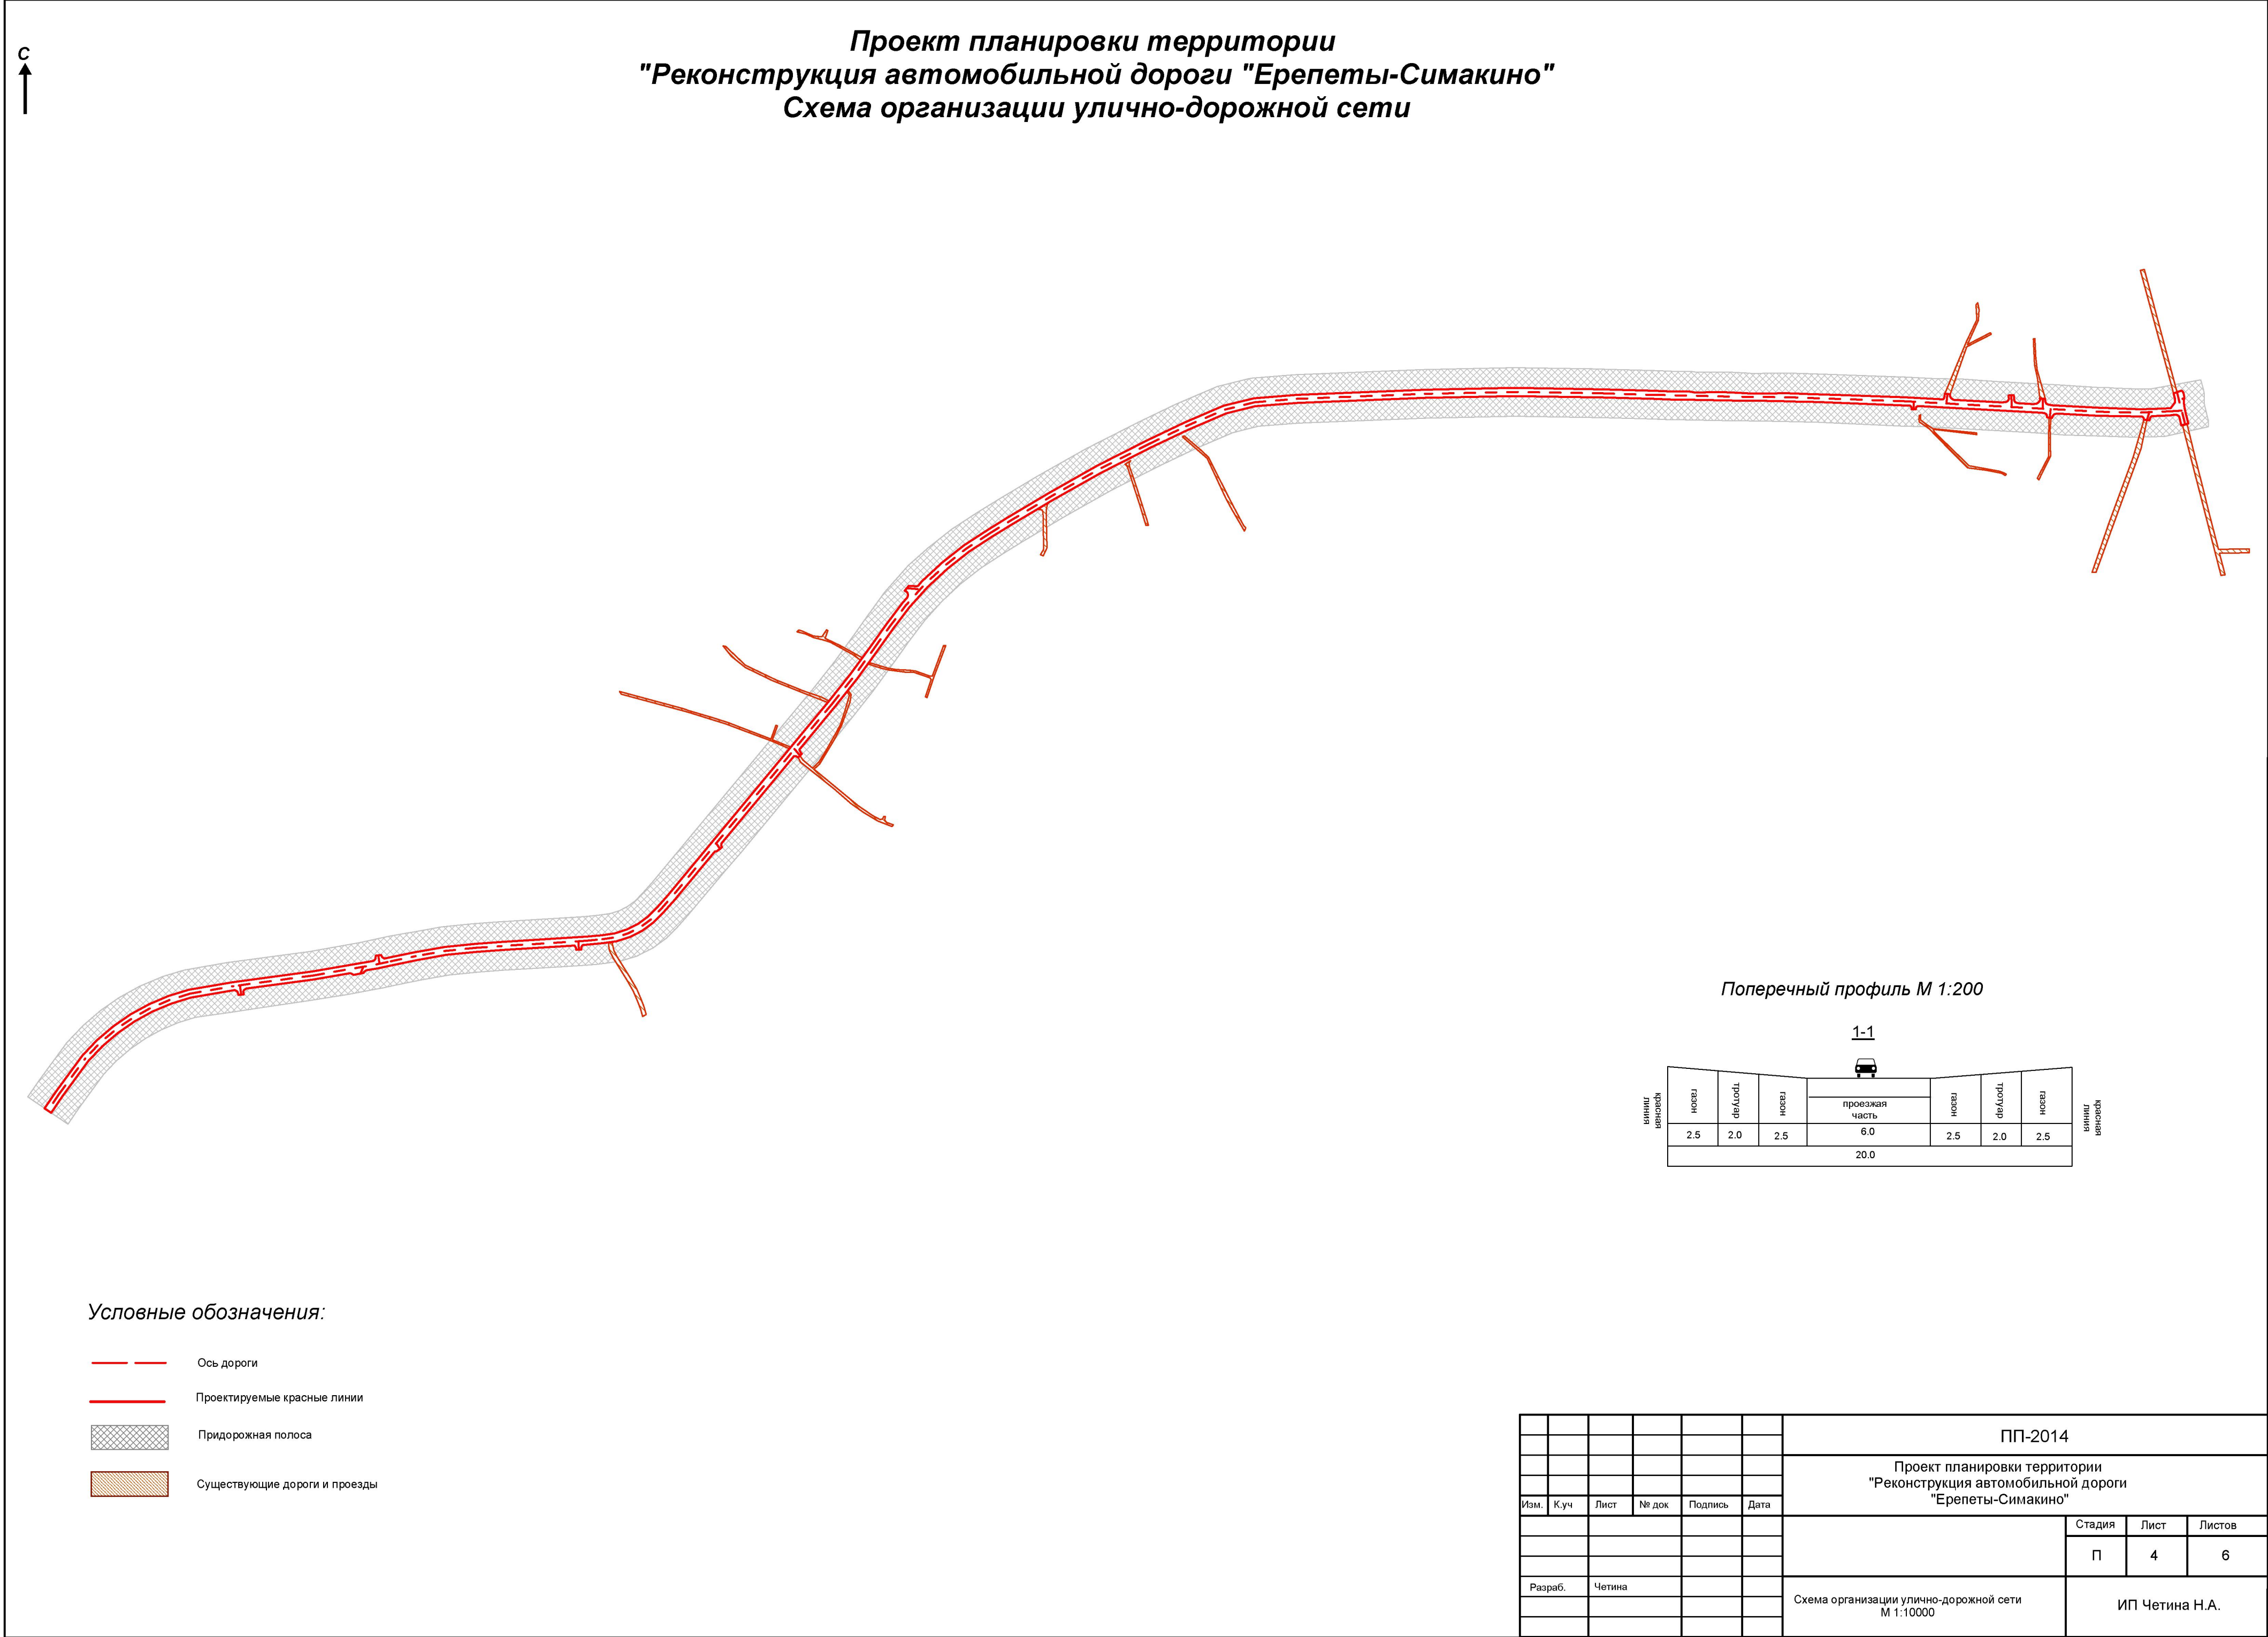 С
Проект планировки территории
"Реконструкция автомобильной дороги "Ерепеты-Симакино"
Схема организации улично-дорожной сети
Поперечный профиль М 1:200
1-1
красная
линия
газон
тротуар
газон
проезжая
часть
газон
тротуар
газон
красная
линия
2.5 2.0 2.5 6.0 2.5 2.0 2.5
20.0
Условные обозначения:
Ось дороги
Проектируемые красные линии
Придорожная полоса
Существующие дороги и проезды
ПП-2014
Проект планировки территории
"Реконструкция автомобильной дороги
"Ерепеты-Симакино"
Изм. К.уч Лист № док Подпись Дата
Стадия Лист Листов
П 4 6
Разраб. Четина
Схема организации улично-дорожной сети
М 1:10000
ИП Четина Н.А.